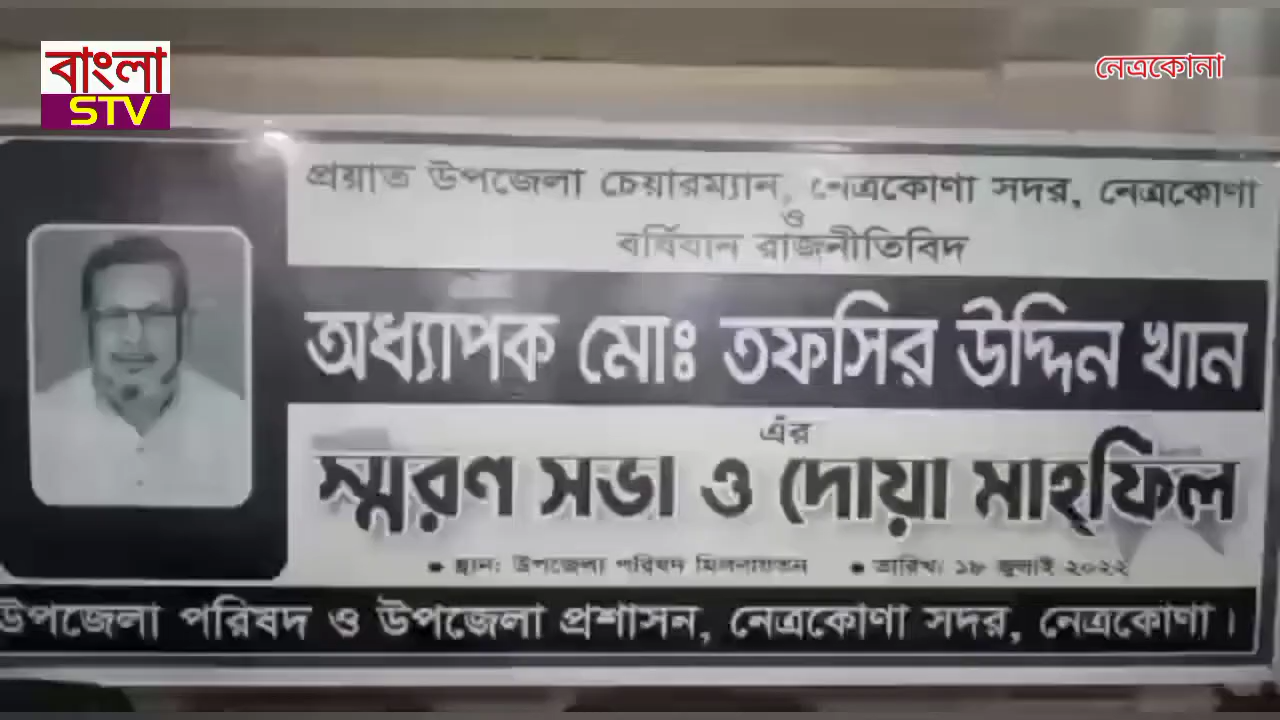 বাংলা
STV
নেত্রকোনা
প্রয়াত উপজেলা চেয়ারম্যান, নেত্রকোণা সদর, নেত্রকোণা
ও
বর্ষিয়ান রাজনীতিবিদ
অধ্যাপক মোঃ তফসির উদ্দিন খান
এঁর
স্মরণ সভা ও দোয়া মাহ্ফিল
● স্থান: উপজেলা পরিষদ মিলনায়তন ● তারিখ: ১৮ জুলাই ২০২২
উপজেলা পরিষদ ও উপজেলা প্রশাসন, নেত্রকোণা সদর, নেত্রকোণা।